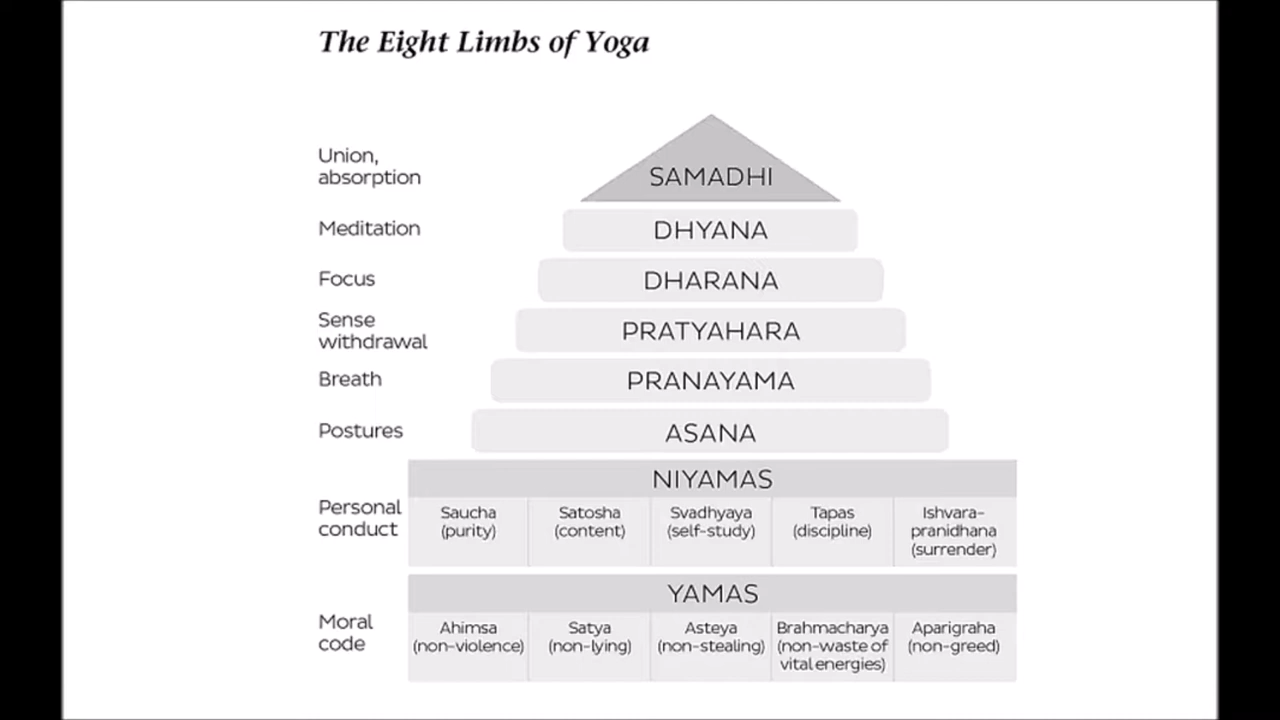 The Eight Limbs of Yoga
Union,
absorption
SAMADHI
Meditation
DHYANA
Focus
DHARANA
Sense
withdrawal
PRATYAHARA
Breath
PRANAYAMA
Postures
ASANA
Personal
conduct
NIYAMAS
Saucha
(purity)
Satosha
(content)
Svadhyaya
(self-study)
Tapas
(discipline)
Ishvara-
pranidhana
(surrender)
Moral
code
YAMAS
Ahimsa
(non-violence)
Satya
(non-lying)
Asteya
(non-stealing)
Brahmacharya
(non-waste of
vital energies)
Aparigraha
(non-greed)